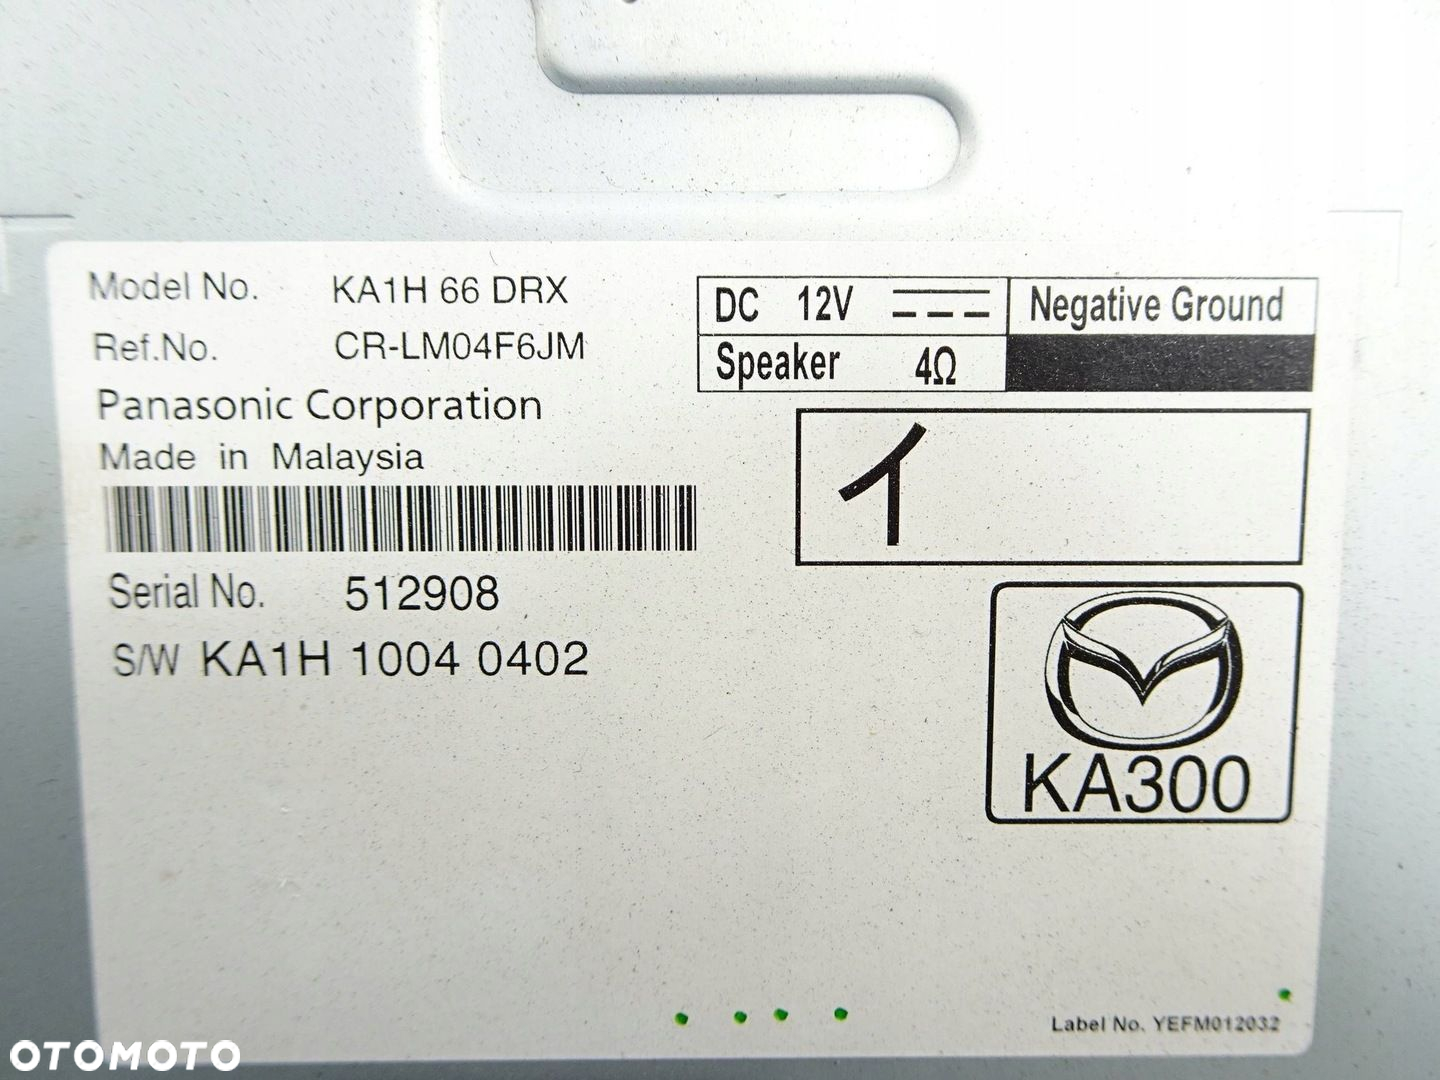 Model No. KA1H 66 DRX
Ref.No. CR-LM04F6JM
Panasonic Corporation
Made in Malaysia
Serial No. 512908
S/W KA1H 1004 0402
DC 12V
Negative Ground
Speaker 4Ω
イ
KA300
Label No. YEFM012032
OTOMOTO